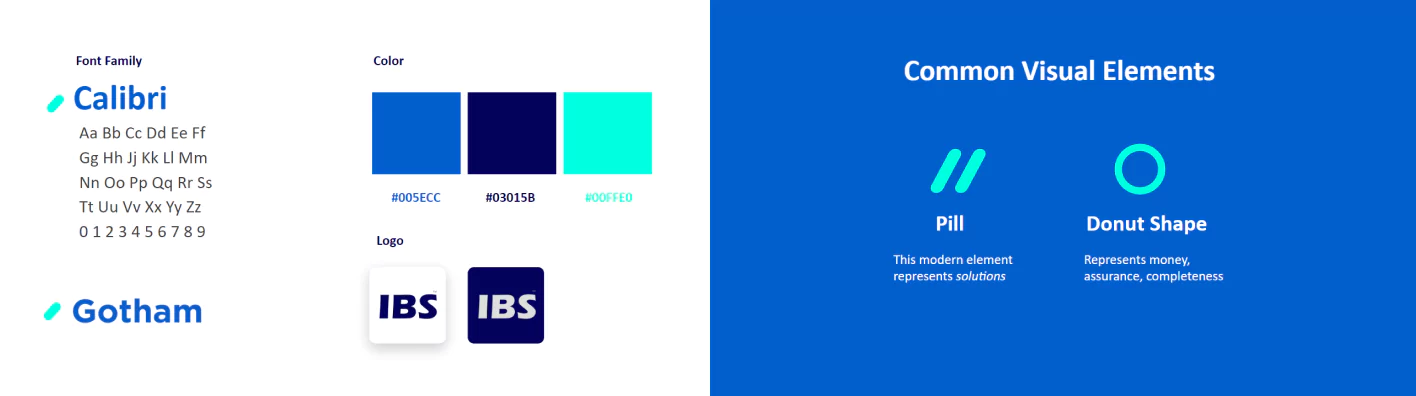 Font Family
Calibri
Aa Bb Cc Dd Ee Ff
Gg Hh Jj Kk Ll Mm
Nn Oo Pp Qq Rr Ss
Tt Uu Vv Xx Yy Zz
0 1 2 3 4 5 6 7 8 9
Gotham
Color
#005ECC
#03015B
#00FFE0
Logo
IBS
IBS
Common Visual Elements
Pill
This modern element
represents solutions
Donut Shape
Represents money,
assurance, completeness